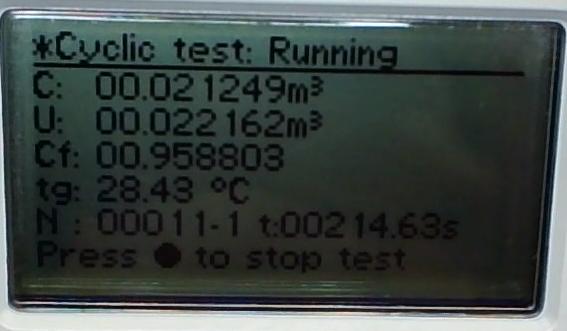 *Cyclic test: Running
C: 00.021249m³
U: 00.022162m³
Cf: 00.958803
tg: 28.43 ºC
N : 00011-1 t:00214.63s
Press ● to stop test